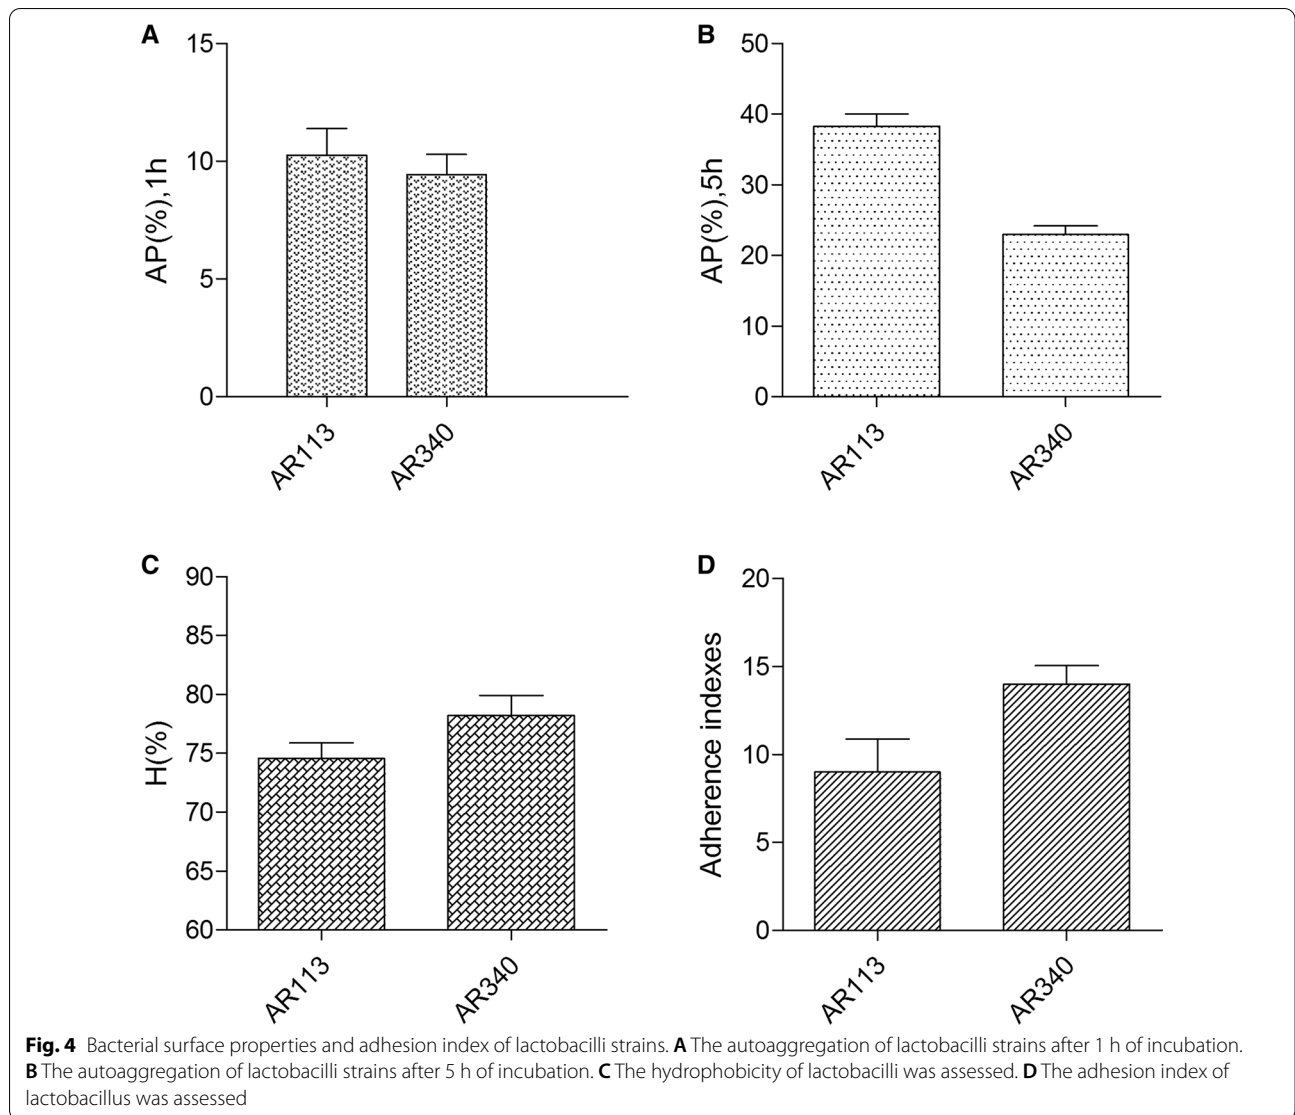 A
15
10
5
0
AP(%),1h
AR113
AR340
B
50
40
30
20
10
0
AP(%),5h
AR113
AR340
C
90
85
80
75
70
65
60
H(%)
AR113
AR340
D
20
15
10
5
0
Adherence indexes
AR113
AR340
Fig. 4 Bacterial surface properties and adhesion index of lactobacilli strains. A The autoaggregation of lactobacilli strains after 1 h of incubation.
B The autoaggregation of lactobacilli strains after 5 h of incubation. C The hydrophobicity of lactobacilli was assessed. D The adhesion index of
lactobacillus was assessed